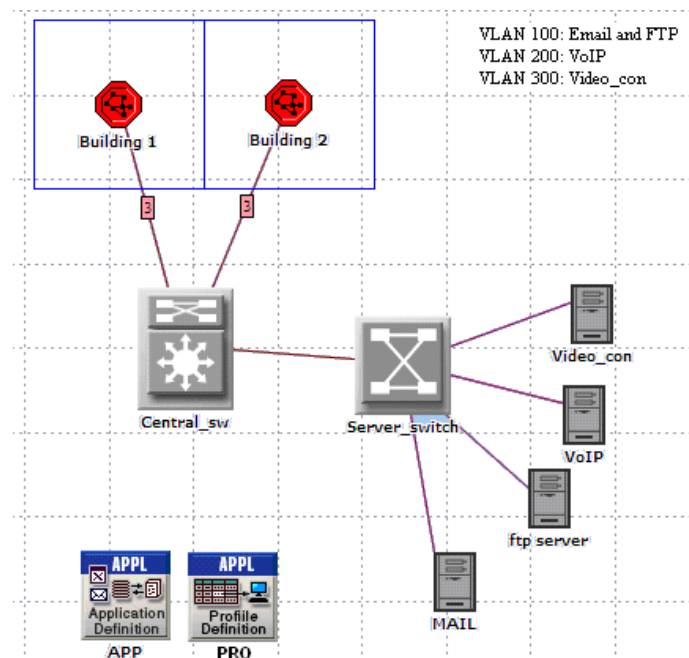 VLAN 100: Email and FTP
VLAN 200: VoIP
VLAN 300: Video_con
Building 1
Building 2
3
3
Central_sw
Server_switch
Video_con
VoIP
ftp server
MAIL
APPL
Application
Definition
APP
APPL
Profiile
Definition
PRO